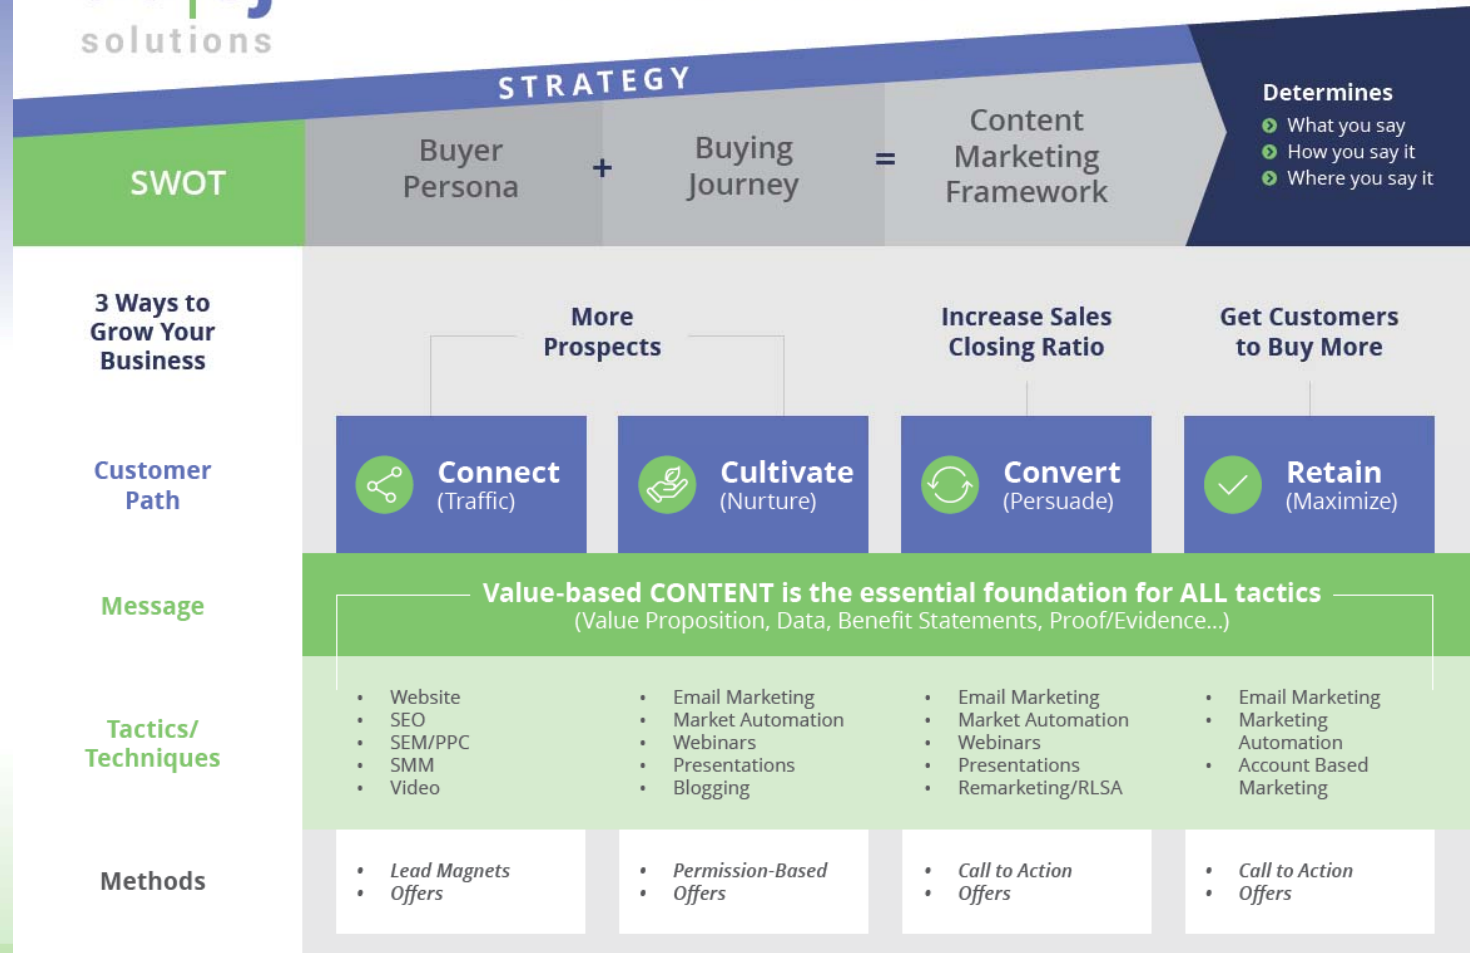 solutions
STRATEGY
SWOT
Buyer
Persona
+
Buying
Journey
=
Content
Marketing
Framework
Determines
What you say
How you say it
Where you say it
3 Ways to
Grow Your
Business
More
Prospects
Increase Sales
Closing Ratio
Get Customers
to Buy More
Customer
Path
Connect
(Traffic)
Cultivate
(Nurture)
Convert
(Persuade)
Retain
(Maximize)
Message
Value-based CONTENT is the essential foundation for ALL tactics
(Value Proposition, Data, Benefit Statements, Proof/Evidence...)
Tactics/
Techniques
• Website
• SEO
• SEM/PPC
• SMM
• Video
• Email Marketing
• Market Automation
• Webinars
• Presentations
• Blogging
• Email Marketing
• Market Automation
• Webinars
• Presentations
• Remarketing/RLSA
• Email Marketing
• Marketing
Automation
• Account Based
Marketing
Methods
• Lead Magnets
• Offers
• Permission-Based
• Offers
• Call to Action
• Offers
• Call to Action
• Offers